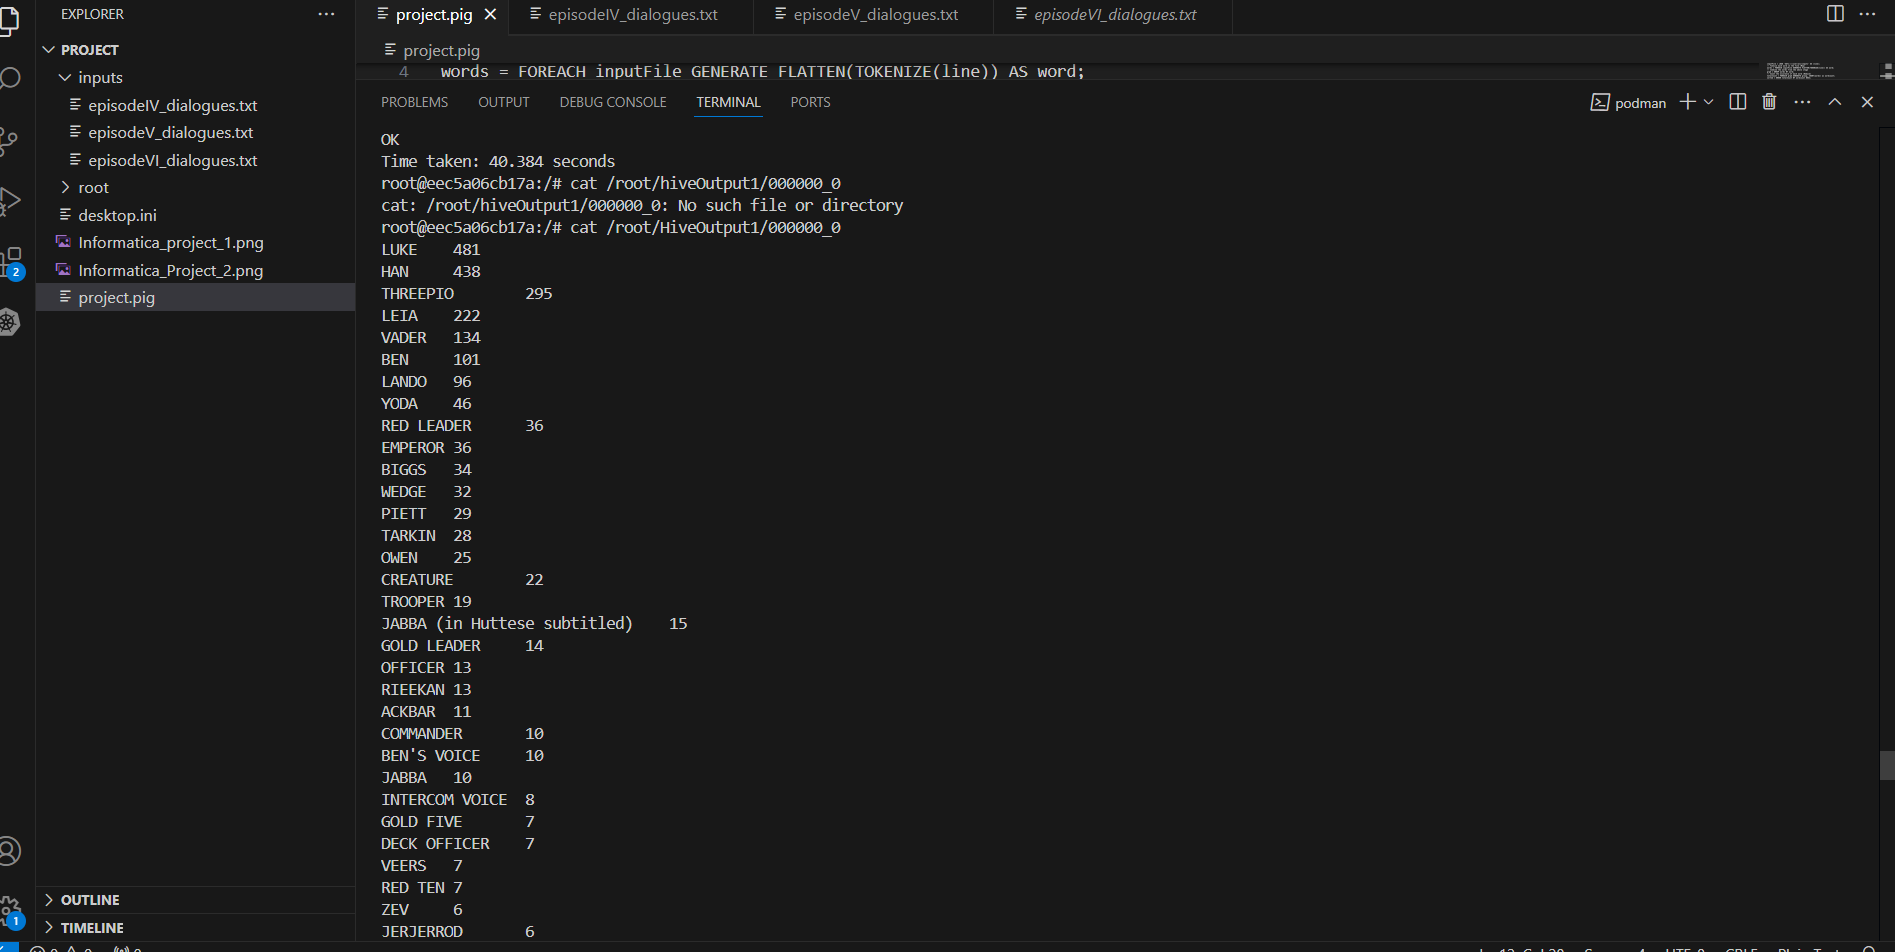 EXPLORER
PROJECT
inputs
episodeIV_dialogues.txt
episodeV_dialogues.txt
episodeVI_dialogues.txt
root
desktop.ini
Informatica_project_1.png
Informatica_Project_2.png
project.pig
OUTLINE
TIMELINE
2
1
project.pig
episodeIV_dialogues.txt
episodeV_dialogues.txt
episodeVI_dialogues.txt
project.pig
4 words = FOREACH inputFile GENERATE FLATTEN(TOKENIZE(line)) AS word;
PROBLEMS OUTPUT DEBUG CONSOLE TERMINAL PORTS
podman
OK
Time taken: 40.384 seconds
root@eec5a06cb17a:/# cat /root/hiveOutput1/000000_0
cat: /root/hiveOutput1/000000_0: No such file or directory
root@eec5a06cb17a:/# cat /root/HiveOutput1/000000_0
LUKE 481
HAN 438
THREEPIO 295
LEIA 222
VADER 134
BEN 101
LANDO 96
YODA 46
RED LEADER 36
EMPEROR 36
BIGGS 34
WEDGE 32
PIETT 29
TARKIN 28
OWEN 25
CREATURE 22
TROOPER 19
JABBA (in Huttese subtitled) 15
GOLD LEADER 14
OFFICER 13
RIEEKAN 13
ACKBAR 11
COMMANDER 10
BEN'S VOICE 10
JABBA 10
INTERCOM VOICE 8
GOLD FIVE 7
DECK OFFICER 7
VEERS 7
RED TEN 7
ZEV 6
JERJERROD 6